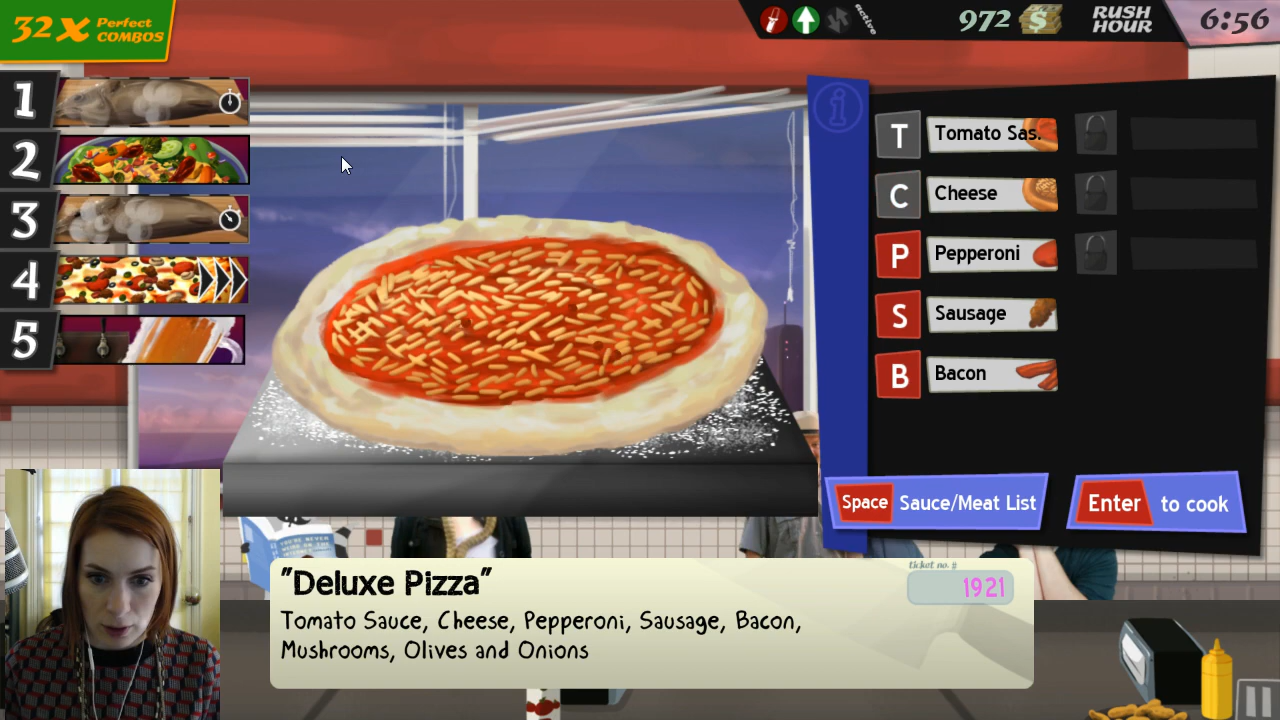 32X Perfect COMBOS
active
972 $
RUSH HOUR
6:56
1
2
3
4
5
i
T Tomato Sas.
C Cheese
P Pepperoni
S Sausage
B Bacon
Space Sauce/Meat List
Enter to cook
"Deluxe Pizza"
ticket no. #
1921
Tomato Sauce, Cheese, Pepperoni, Sausage, Bacon,
Mushrooms, Olives and Onions